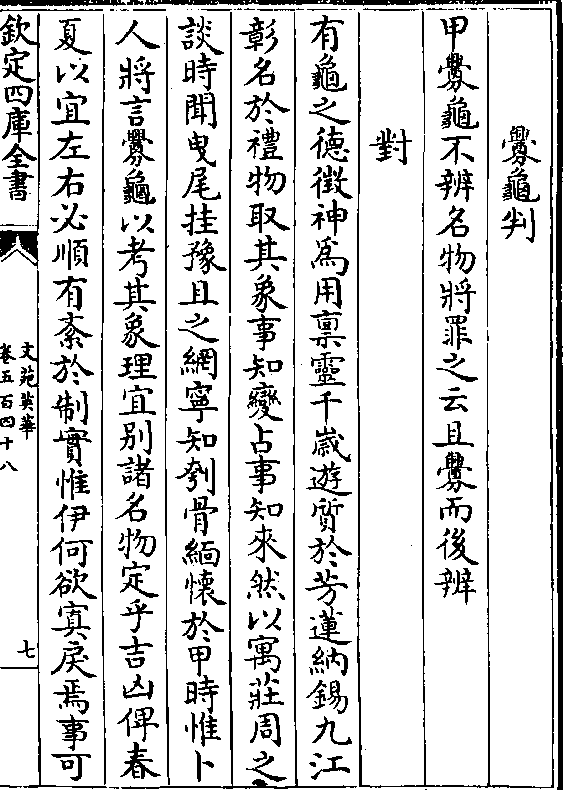 釁龜判
甲釁龜不辨名物將罪之云且釁而後辨
對
有龜之德徴神爲用禀靈千嵗遊質於芳蓮納錫九江
彰名於禮物取其象事知變占事知來然以寓莊周之
談時聞曳尾挂豫且之網寧知刳骨緬懷於甲時惟卜
人將言釁龜以考其象理宜别諸名物定乎吉凶俾春
夏以宜左右必順有紊於制實惟伊何欲寘戾焉事可
欽定四庫全書
文苑英華
卷五百四十八
七